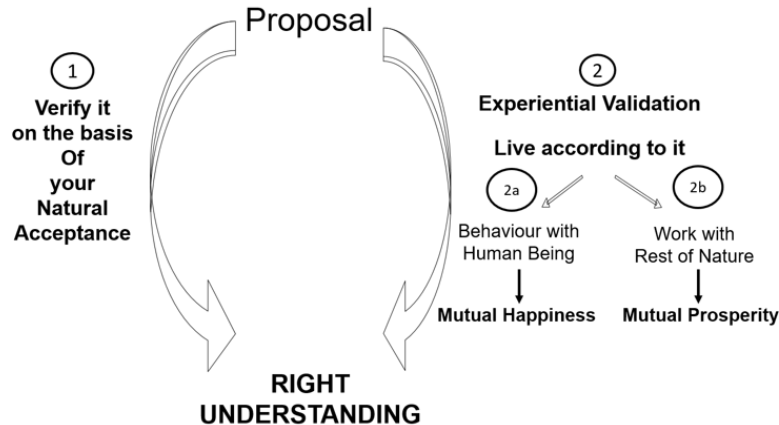 Proposal
1
Verify it
on the basis
Of
your
Natural
Acceptance
2
Experiential Validation
Live according to it
2a
Behaviour with
Human Being
Mutual Happiness
2b
Work with
Rest of Nature
Mutual Prosperity
RIGHT
UNDERSTANDING